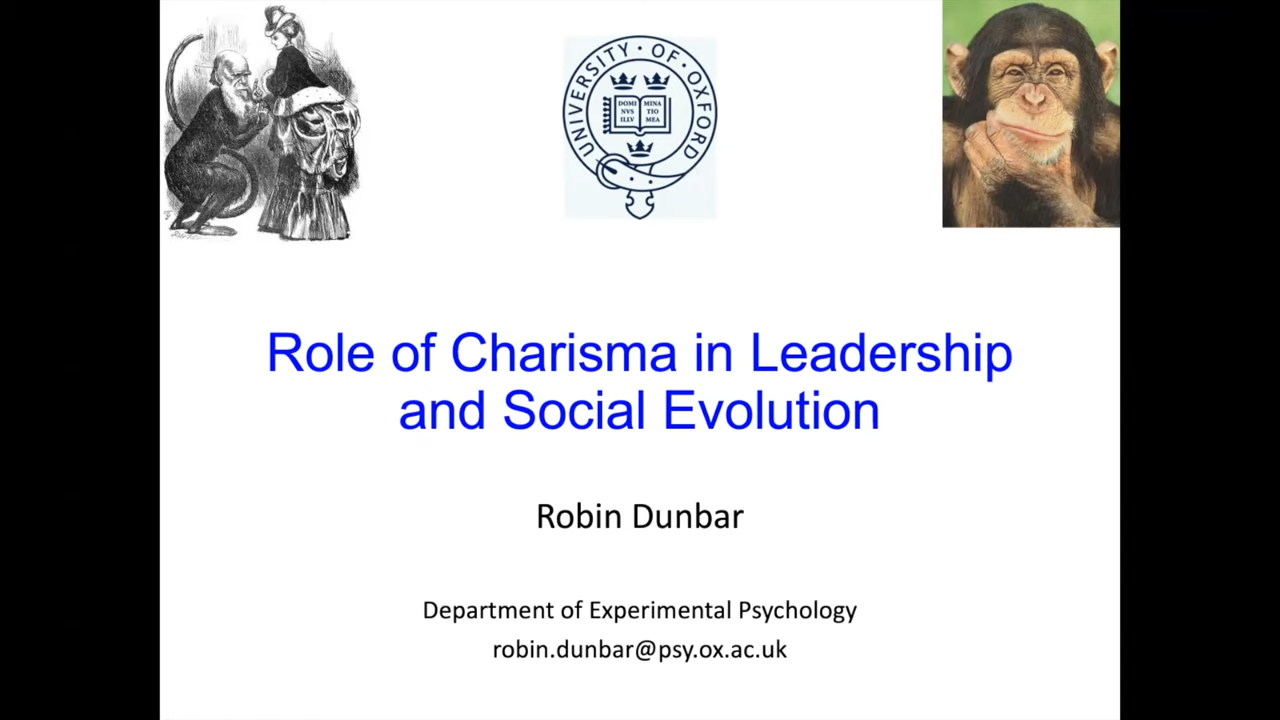 UNIVERSITY · OF · OXFORD
DOMI MINA
NVS TIO
ILLV MEA
Role of Charisma in Leadership
and Social Evolution
Robin Dunbar
Department of Experimental Psychology
robin.dunbar@psy.ox.ac.uk